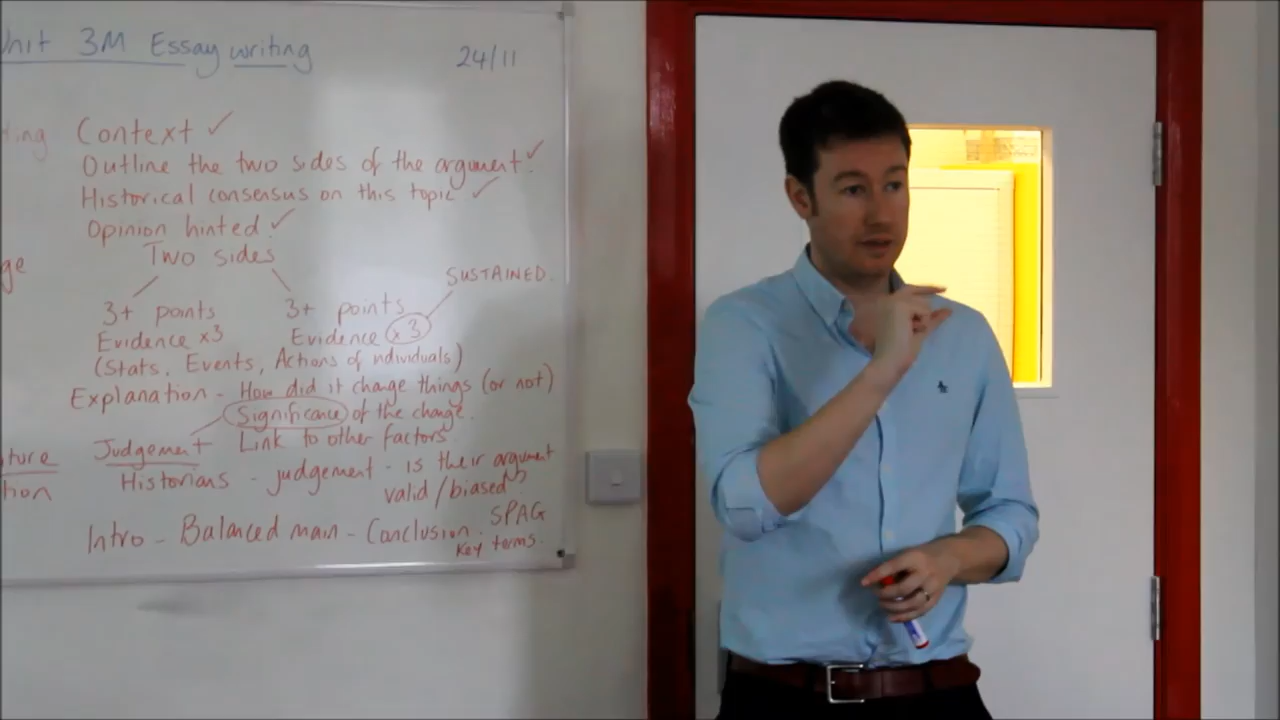 Unit 3M Essay writing 24/11
ting Context ✓
Outline the two sides of the argument. ✓
Historical consensus on this topic ✓
Opinion hinted. ✓
ge Two sides
SUSTAINED.
3+ points 3+ points
Evidence x3 Evidence x3
(Stats, Events, Actions of individuals)
Explanation - How did it change things (or not)
Significance of the change.
ture Judgement Link to other factors
tion Historians - judgement - is their argument
valid/biased?
SPAG
Intro - Balanced main - Conclusion.
Key terms.